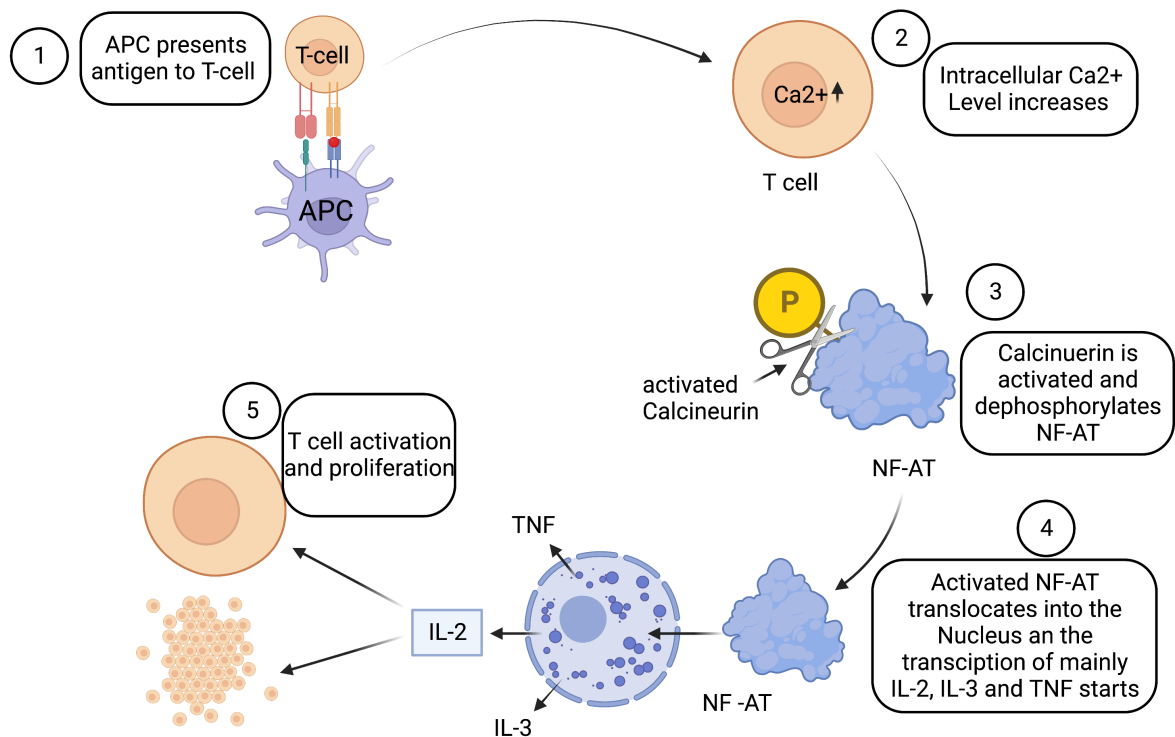 1
APC presents
antigen to T-cell
T-cell
APC
Ca2+
T cell
2
Intracellular Ca2+
Level increases
P
activated
Calcineurin
NF-AT
3
Calcinuerin is
activated and
dephosphorylates
NF-AT
4
Activated NF-AT
translocates into the
Nucleus an the
transciption of mainly
IL-2, IL-3 and TNF starts
NF -AT
TNF
IL-3
IL-2
5
T cell activation
and proliferation